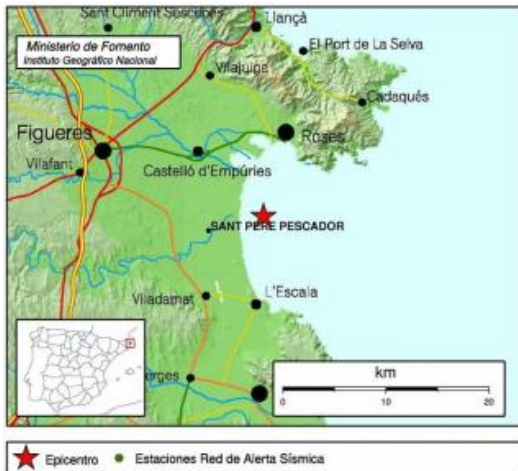 Sant Climent Sescebes
Llançà
Ministerio de Fomento
Instituto Geográfico Nacional
El Port de La Selva
Vilajuïga
Cadaqués
Figueres
Roses
Vilafant
Castelló d'Empúries
SANT PERE PESCADOR
Viladamat
L'Escala
erges
km
0 10 20
Epicentro
Estaciones Red de Alerta Sísmica